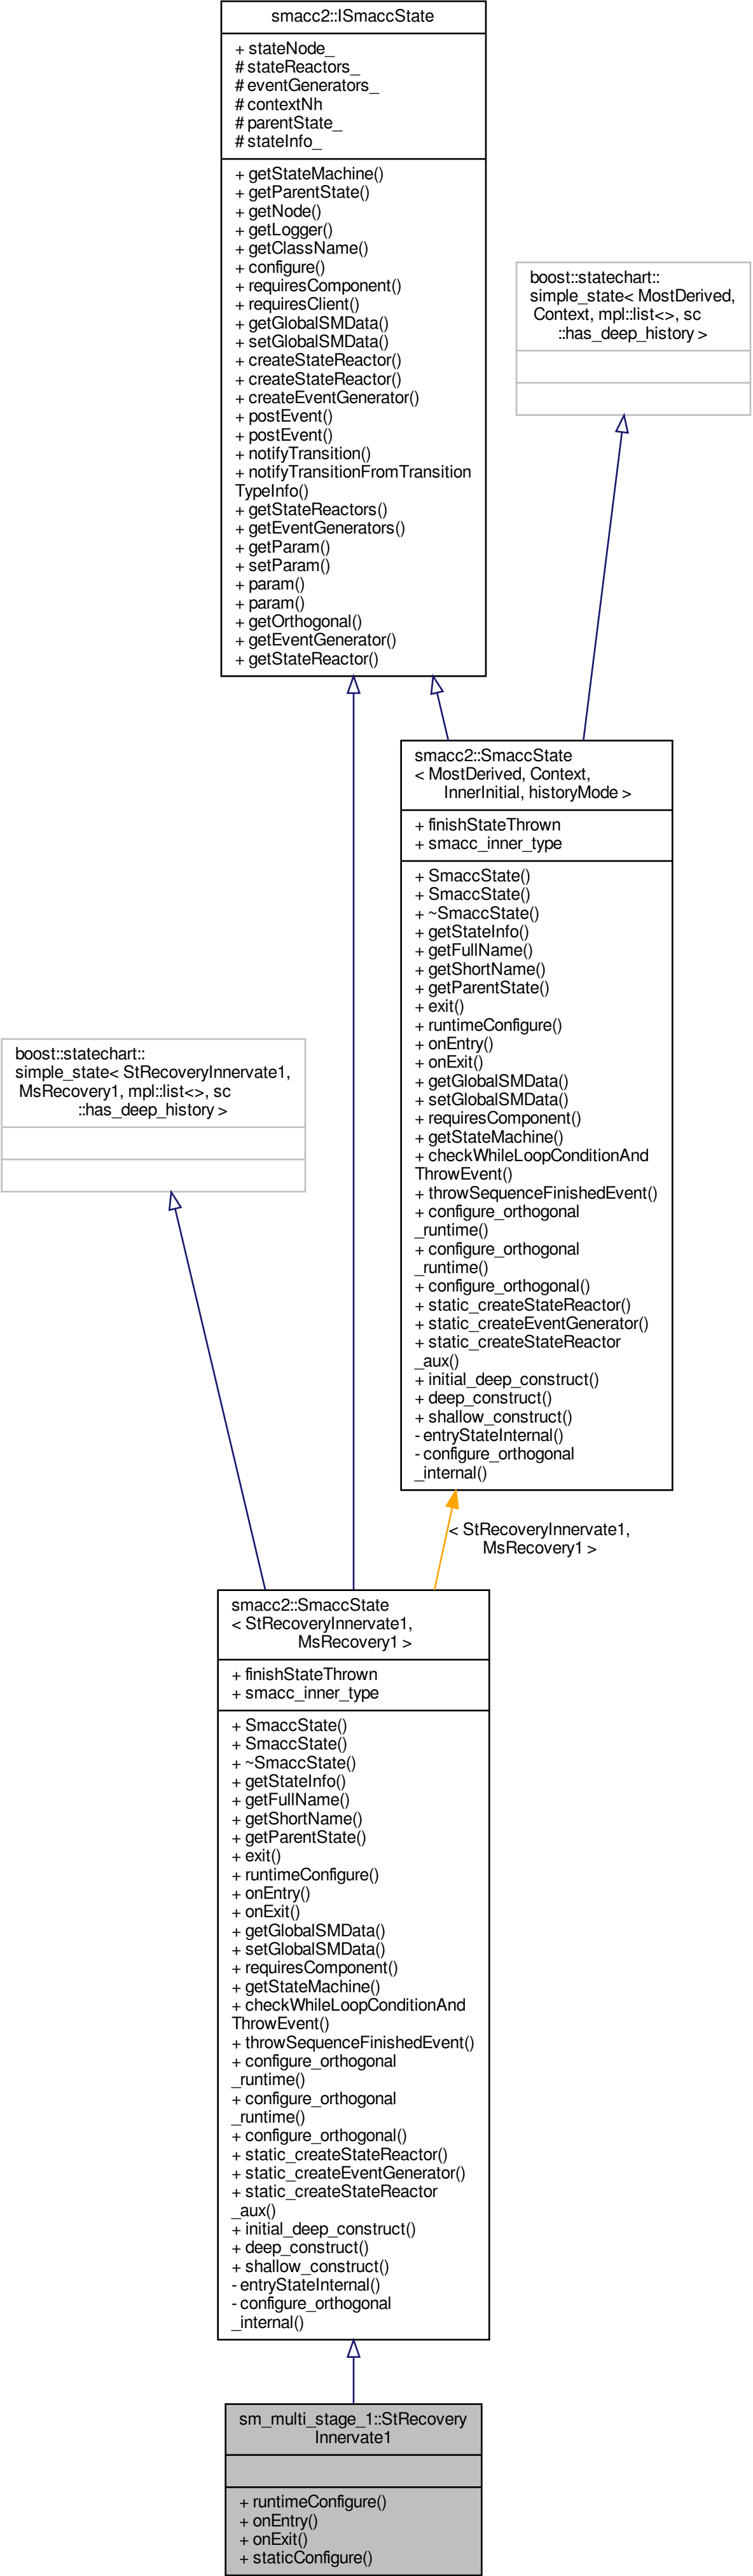 smacc2::ISmaccState
+ stateNode_
# stateReactors_
# eventGenerators_
# contextNh
# parentState_
# stateInfo_
+ getStateMachine()
+ getParentState()
+ getNode()
+ getLogger()
+ getClassName()
+ configure()
+ requiresComponent()
+ requiresClient()
+ getGlobalSMData()
+ setGlobalSMData()
+ createStateReactor()
+ createStateReactor()
+ createEventGenerator()
+ postEvent()
+ postEvent()
+ notifyTransition()
+ notifyTransitionFromTransition
TypeInfo()
+ getStateReactors()
+ getEventGenerators()
+ getParam()
+ setParam()
+ param()
+ param()
+ getOrthogonal()
+ getEventGenerator()
+ getStateReactor()
boost::statechart::
simple_state< MostDerived,
Context, mpl::list<>, sc
::has_deep_history >
smacc2::SmaccState
< MostDerived, Context,
InnerInitial, historyMode >
+ finishStateThrown
+ smacc_inner_type
+ SmaccState()
+ SmaccState()
+ ~SmaccState()
+ getStateInfo()
+ getFullName()
+ getShortName()
+ getParentState()
+ exit()
+ runtimeConfigure()
+ onEntry()
+ onExit()
+ getGlobalSMData()
+ setGlobalSMData()
+ requiresComponent()
+ getStateMachine()
+ checkWhileLoopConditionAnd
ThrowEvent()
+ throwSequenceFinishedEvent()
+ configure_orthogonal
_runtime()
+ configure_orthogonal
_runtime()
+ configure_orthogonal()
+ static_createStateReactor()
+ static_createEventGenerator()
+ static_createStateReactor
_aux()
+ initial_deep_construct()
+ deep_construct()
+ shallow_construct()
- entryStateInternal()
- configure_orthogonal
_internal()
boost::statechart::
simple_state< StRecoveryInnervate1,
MsRecovery1, mpl::list<>, sc
::has_deep_history >
< StRecoveryInnervate1,
MsRecovery1 >
smacc2::SmaccState
< StRecoveryInnervate1,
MsRecovery1 >
+ finishStateThrown
+ smacc_inner_type
+ SmaccState()
+ SmaccState()
+ ~SmaccState()
+ getStateInfo()
+ getFullName()
+ getShortName()
+ getParentState()
+ exit()
+ runtimeConfigure()
+ onEntry()
+ onExit()
+ getGlobalSMData()
+ setGlobalSMData()
+ requiresComponent()
+ getStateMachine()
+ checkWhileLoopConditionAnd
ThrowEvent()
+ throwSequenceFinishedEvent()
+ configure_orthogonal
_runtime()
+ configure_orthogonal
_runtime()
+ configure_orthogonal()
+ static_createStateReactor()
+ static_createEventGenerator()
+ static_createStateReactor
_aux()
+ initial_deep_construct()
+ deep_construct()
+ shallow_construct()
- entryStateInternal()
- configure_orthogonal
_internal()
sm_multi_stage_1::StRecovery
Innervate1
+ runtimeConfigure()
+ onEntry()
+ onExit()
+ staticConfigure()